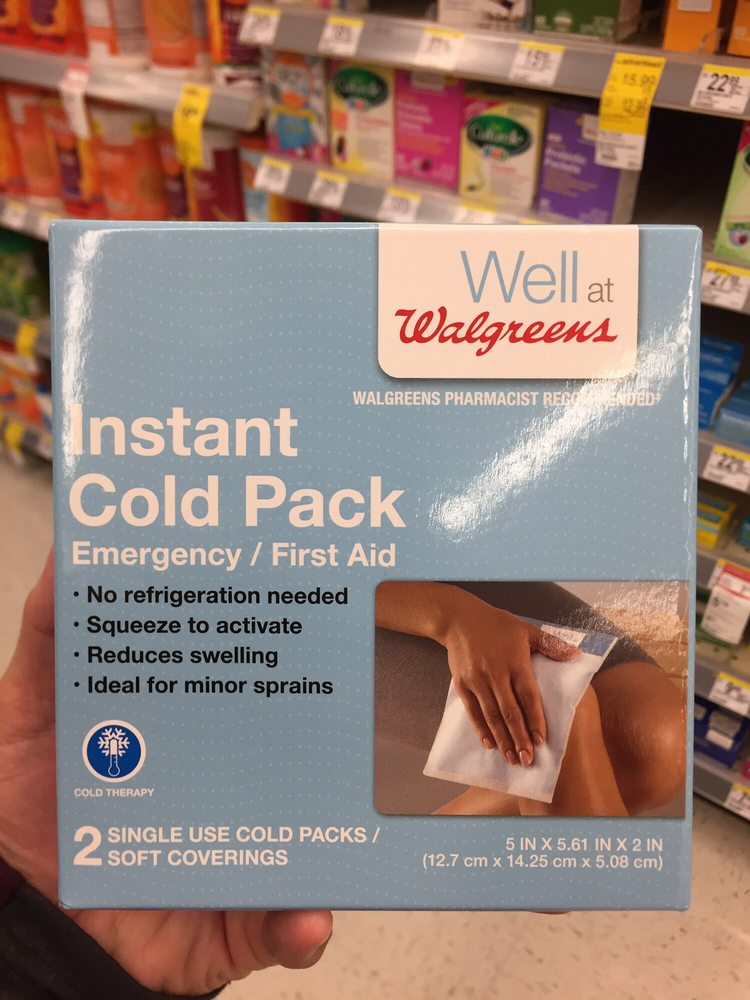 Well at
Walgreens
WALGREENS PHARMACIST RECOMMENDED‡
Instant
Cold Pack
Emergency / First Aid
• No refrigeration needed
• Squeeze to activate
• Reduces swelling
• Ideal for minor sprains
COLD THERAPY
2 SINGLE USE COLD PACKS /
SOFT COVERINGS
5 IN X 5.61 IN X 2 IN
(12.7 cm x 14.25 cm x 5.08 cm)
Culturelle
22